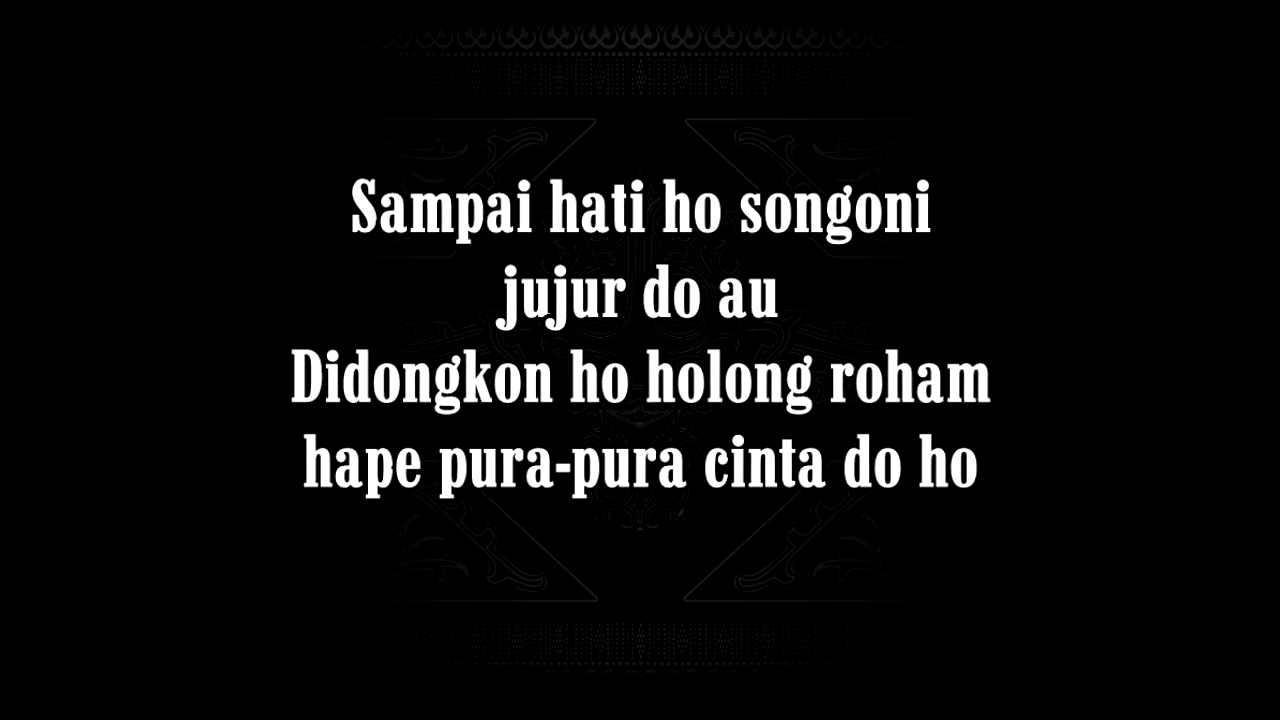 Sampai hati ho songoni
jujur do au
Didongkon ho holong roham
hape pura-pura cinta do ho